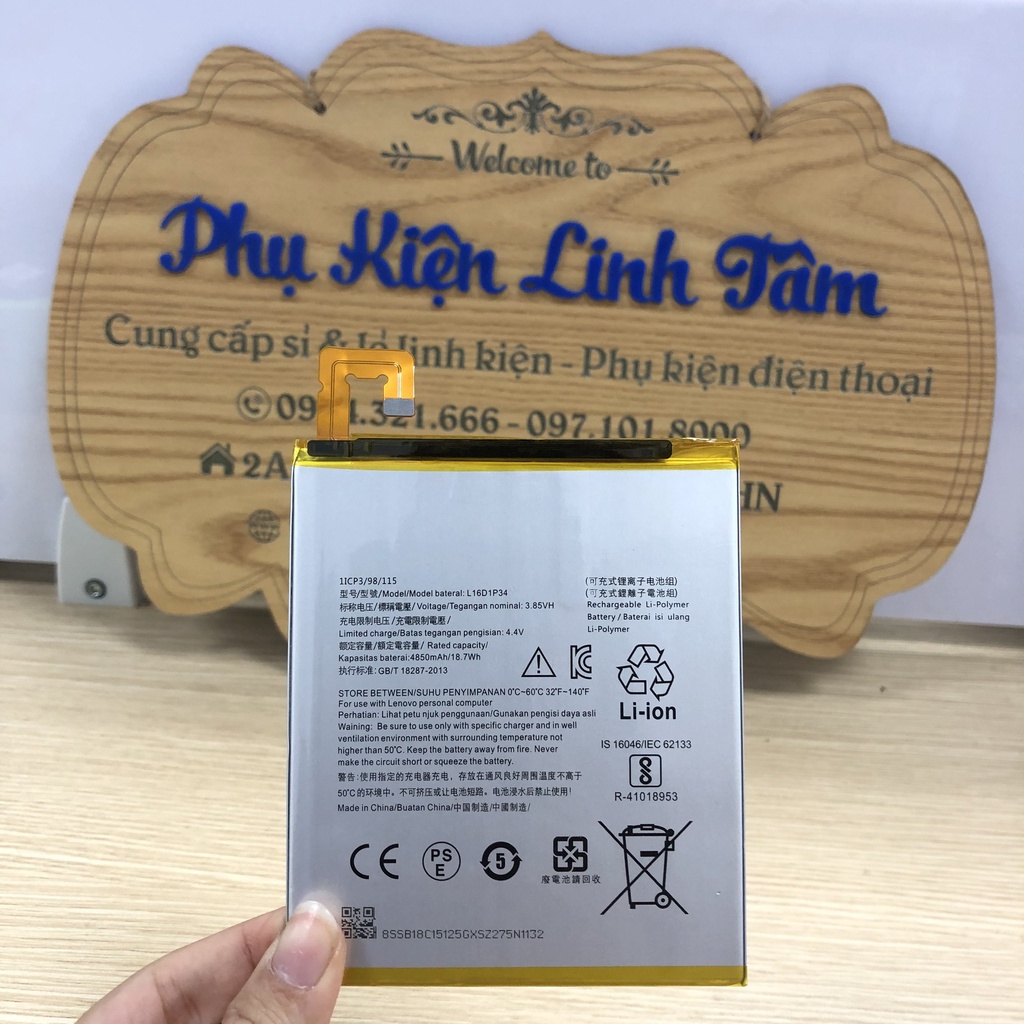 Welcome to
Phụ Kiện Linh Tâm
Cung cấp sỉ & lẻ linh kiện - Phụ kiện điện thoại
.321.666 - 097.101.8000
2A
HN
1ICP3/98/115
型号/型號/Model/Model bateral: L16D1P34
标称电压/標稱電壓/ Voltage/Tegangan nominal: 3.85VH
充电限制电压 /充電限制電壓/
Limited charge/Batas tegangan pengisian: 4.4V
额定容量/額定電容量/ Rated capacity/
Kapasitas baterai: 4850mAh/18.7Wh
执行标准: GB/T 18287-2013
(可充式锂离子电池组)
(可充式鋰離子電池組)
Rechargeable Li-Polymer
Battery / Baterai isi ulang
Li-Polymer
Li-ion
STORE BETWEEN/SUHU PENYIMPANAN 0℃~60℃ 32℉~140℉
For use with Lenovo personal computer
Perhatian: Lihat petu njuk penggunaan/Gunakan pengisi daya asli
Waining: Be sure to use only with specific charger and in well
ventilation environment with surrounding temperature not
higher than 50℃. Keep the battery away from fire. Never
make the circuit short or squeeze the battery.
警告:使用指定的充电器充电，存放在通风良好周围温度不高于
50℃的环境中。不可挤压或让电池短路。电池浸水后禁止使用!
Made in China/Buatan China/中国制造/中國製造/
IS 16046/IEC 62133
R-41018953
CE
PS
E
5
廢電池請回收
8SSB18C15125GXSZ275N1132